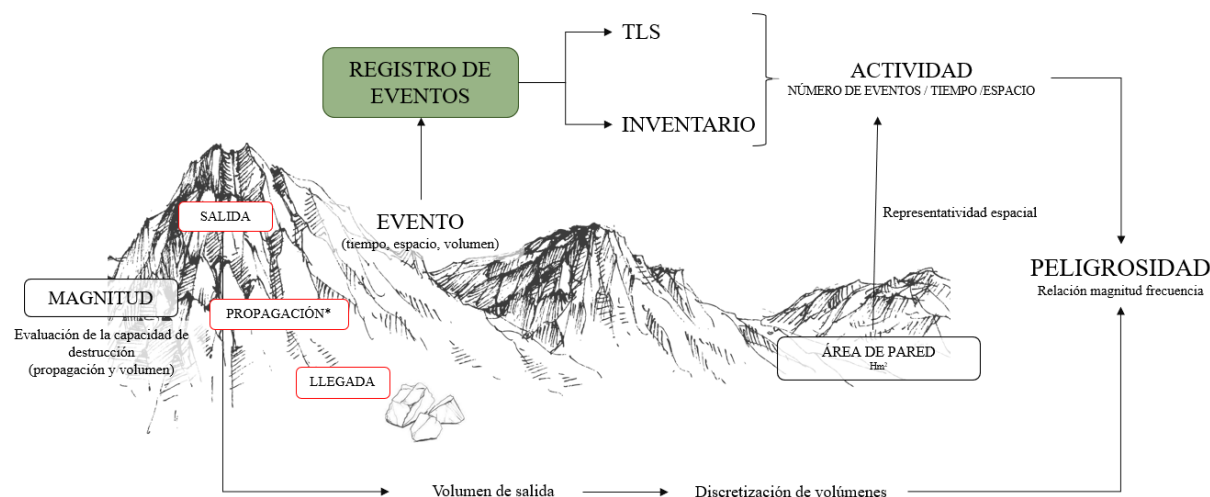 TLS
REGISTRO DE
EVENTOS
ACTIVIDAD
NÚMERO DE EVENTOS / TIEMPO /ESPACIO
INVENTARIO
SALIDA
EVENTO
(tiempo, espacio, volumen)
Representatividad espacial
PELIGROSIDAD
Relación magnitud frecuencia
MAGNITUD
Evaluación de la capacidad de
destrucción
(propagación y volumen)
PROPAGACIÓN*
ÁREA DE PARED
Hm²
LLEGADA
Volumen de salida
Discretización de volúmenes